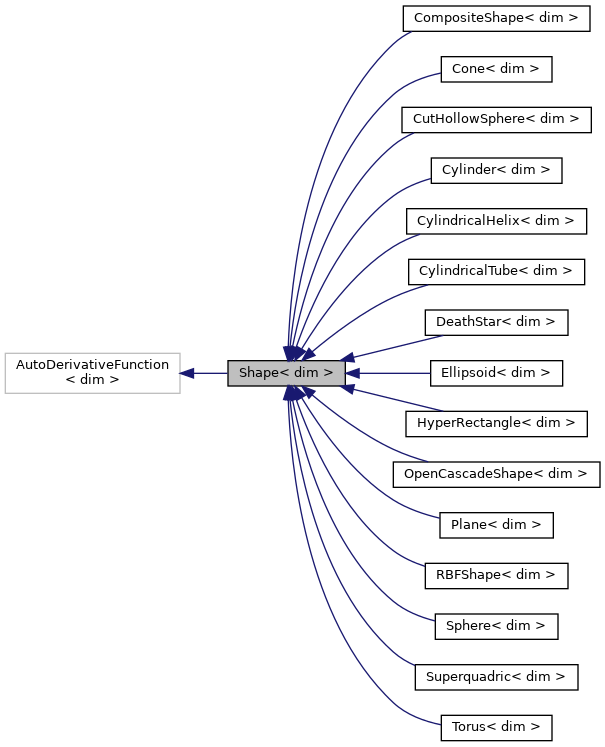 CompositeShape< dim >
Cone< dim >
CutHollowSphere< dim >
Cylinder< dim >
CylindricalHelix< dim >
CylindricalTube< dim >
DeathStar< dim >
AutoDerivativeFunction
< dim >
Shape< dim >
Ellipsoid< dim >
HyperRectangle< dim >
OpenCascadeShape< dim >
Plane< dim >
RBFShape< dim >
Sphere< dim >
Superquadric< dim >
Torus< dim >